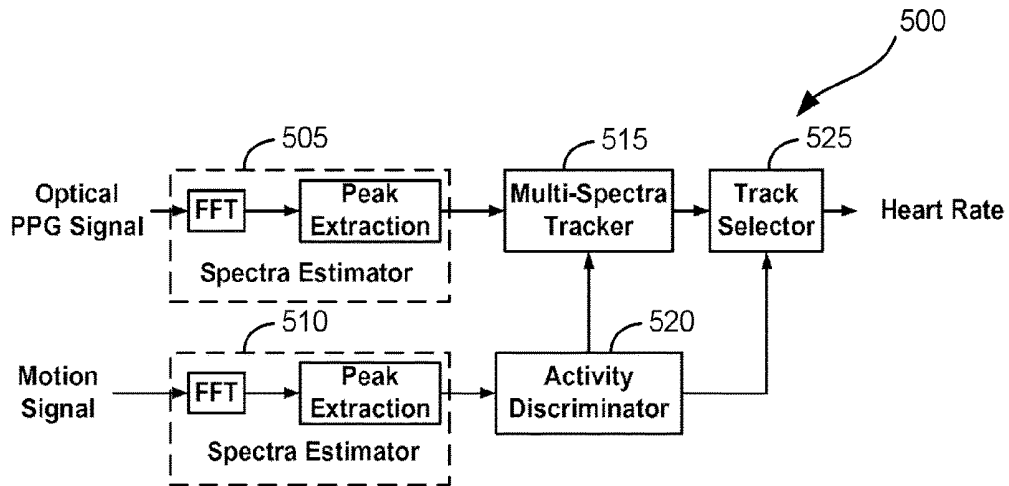 500
505
515
525
Optical
PPG Signal
FFT
Peak
Extraction
Spectra Estimator
Multi-Spectra
Tracker
Track
Selector
Heart Rate
510
520
Motion
Signal
FFT
Peak
Extraction
Spectra Estimator
Activity
Discriminator